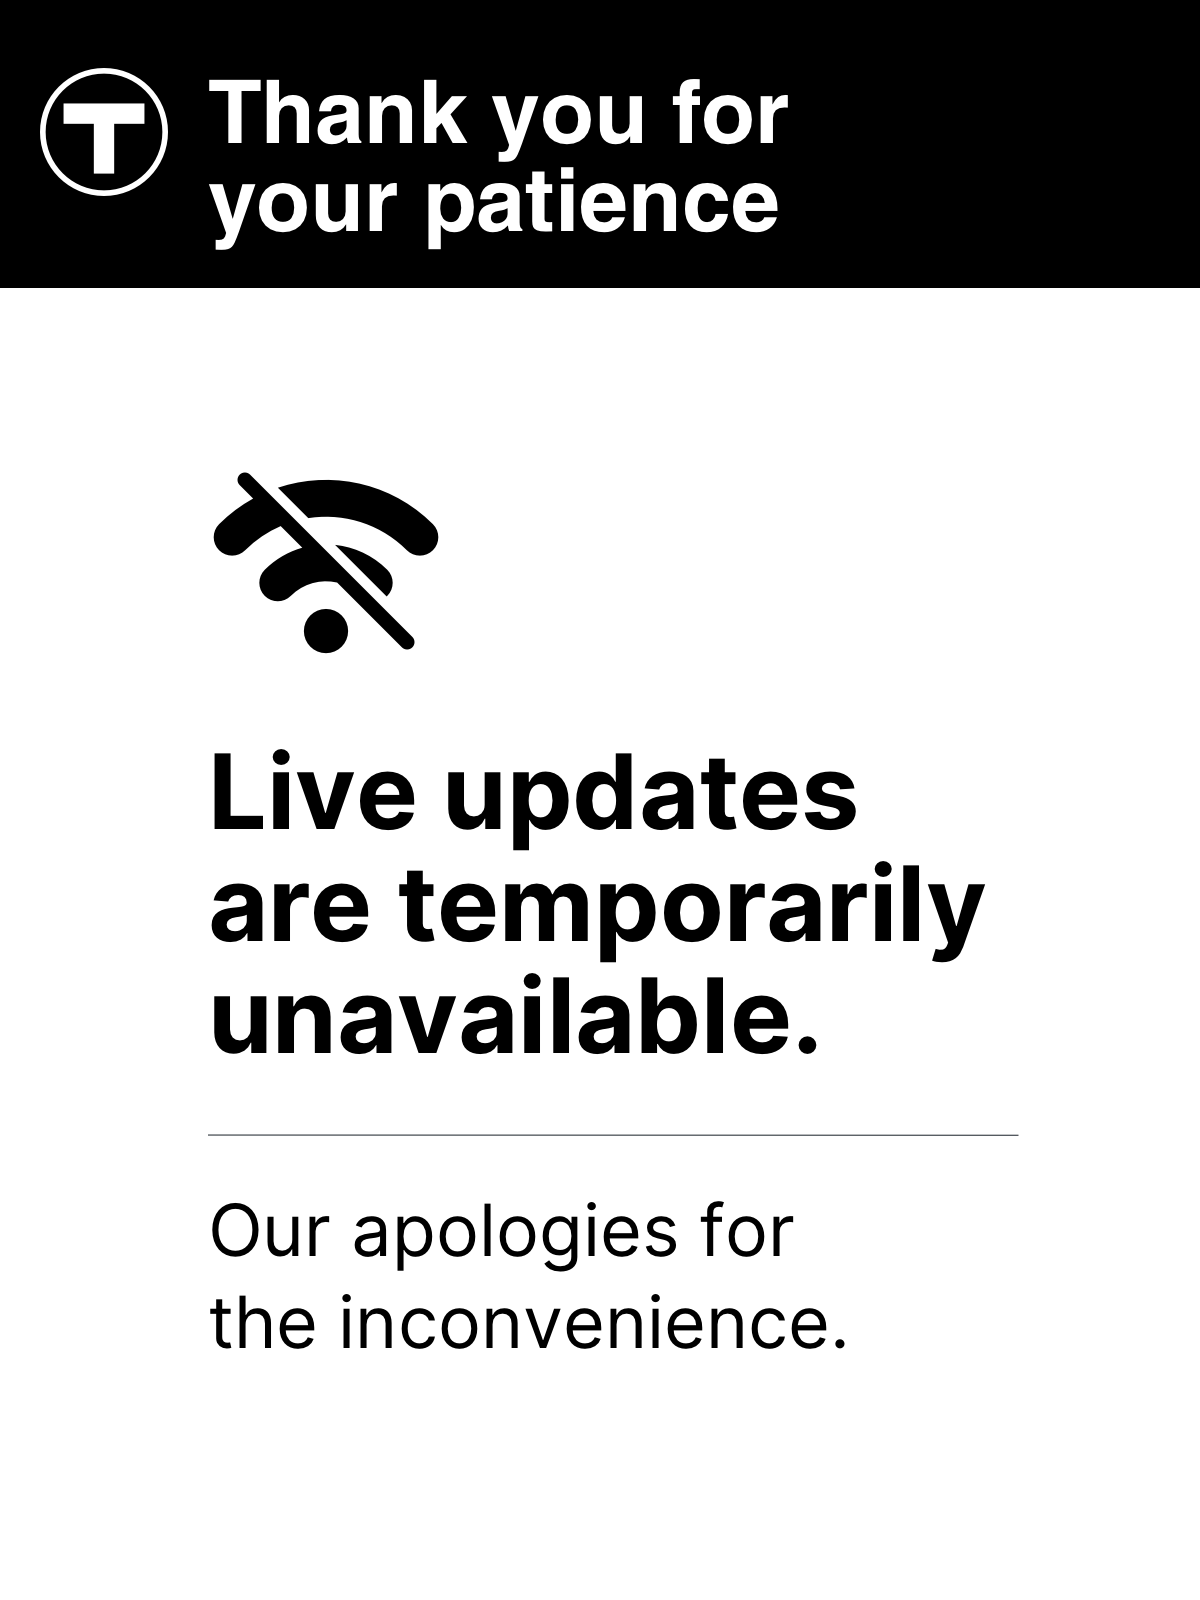 T
Thank you for
your patience
Live updates
are temporarily
unavailable.
Our apologies for
the inconvenience.